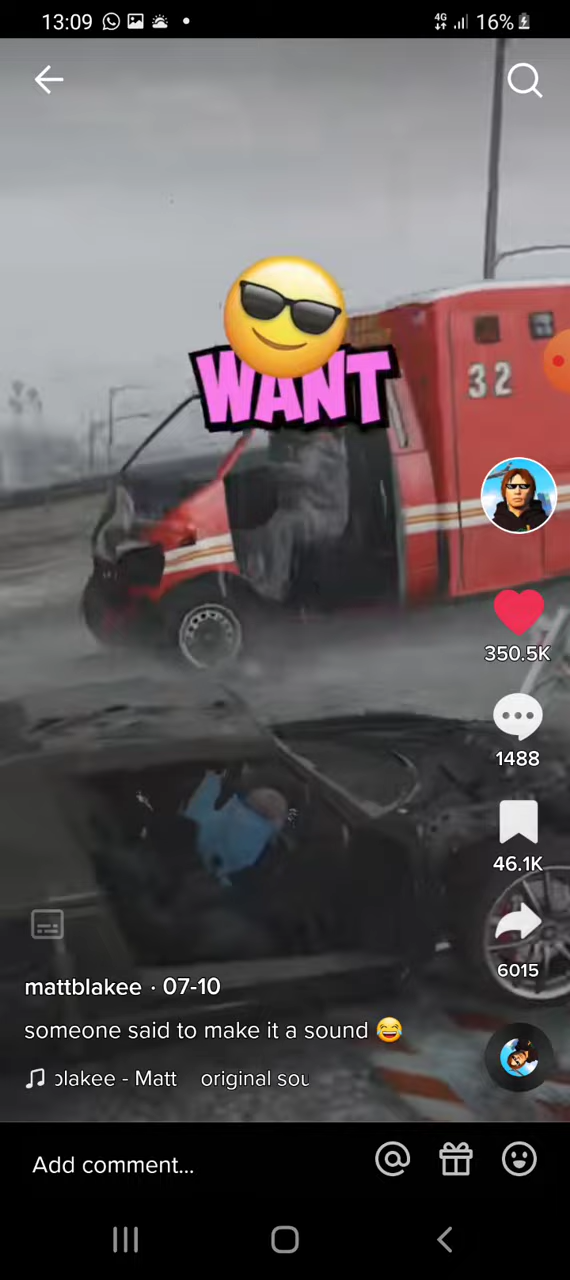 13:09
4G
16%
WANT
32
350.5K
1488
46.1K
6015
mattblakee · 07-10
someone said to make it a sound 😂
blakee - Matt original sou
Add comment...